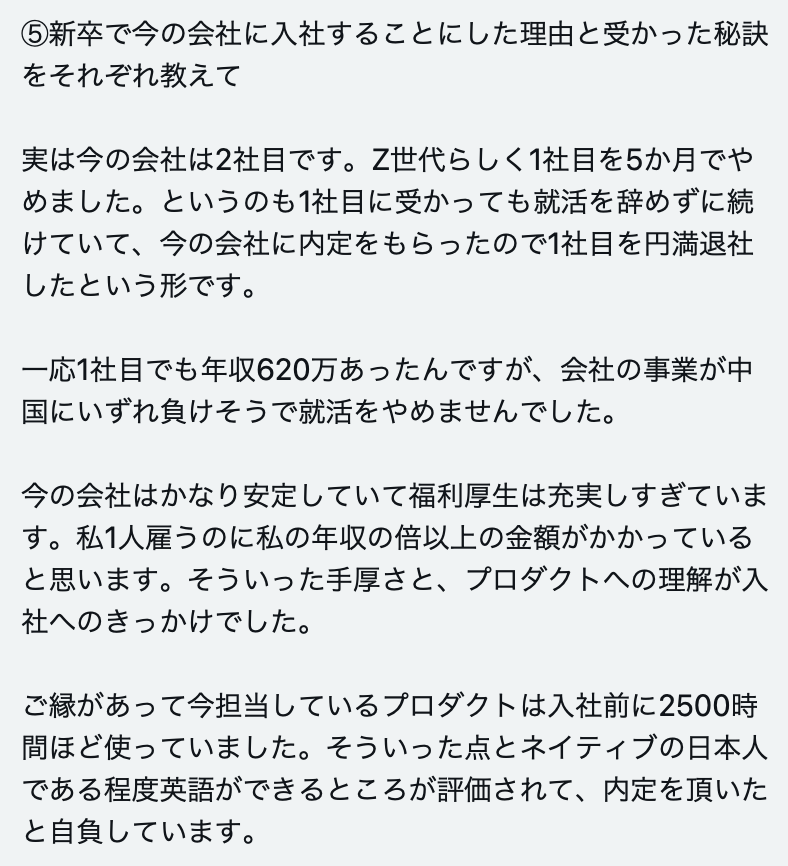 ⑤新卒で今の会社に入社することにした理由と受かった秘訣
をそれぞれ教えて
実は今の会社は2社目です。Z世代らしく1社目を5か月でや
めました。というのも1社目に受かっても就活を辞めずに続
けていて、今の会社に内定をもらったので1社目を円満退社
したという形です。
一応1社目でも年収620万あったんですが、会社の事業が中
国にいずれ負けそうで就活をやめませんでした。
今の会社はかなり安定していて福利厚生は充実しすぎていま
す。私1人雇うのに私の年収の倍以上の金額がかかっている
と思います。そういった手厚さと、プロダクトへの理解が入
社へのきっかけでした。
ご縁があって今担当しているプロダクトは入社前に2500時
間ほど使っていました。そういった点とネイティブの日本人
である程度英語ができるところが評価されて、内定を頂いた
と自負しています。